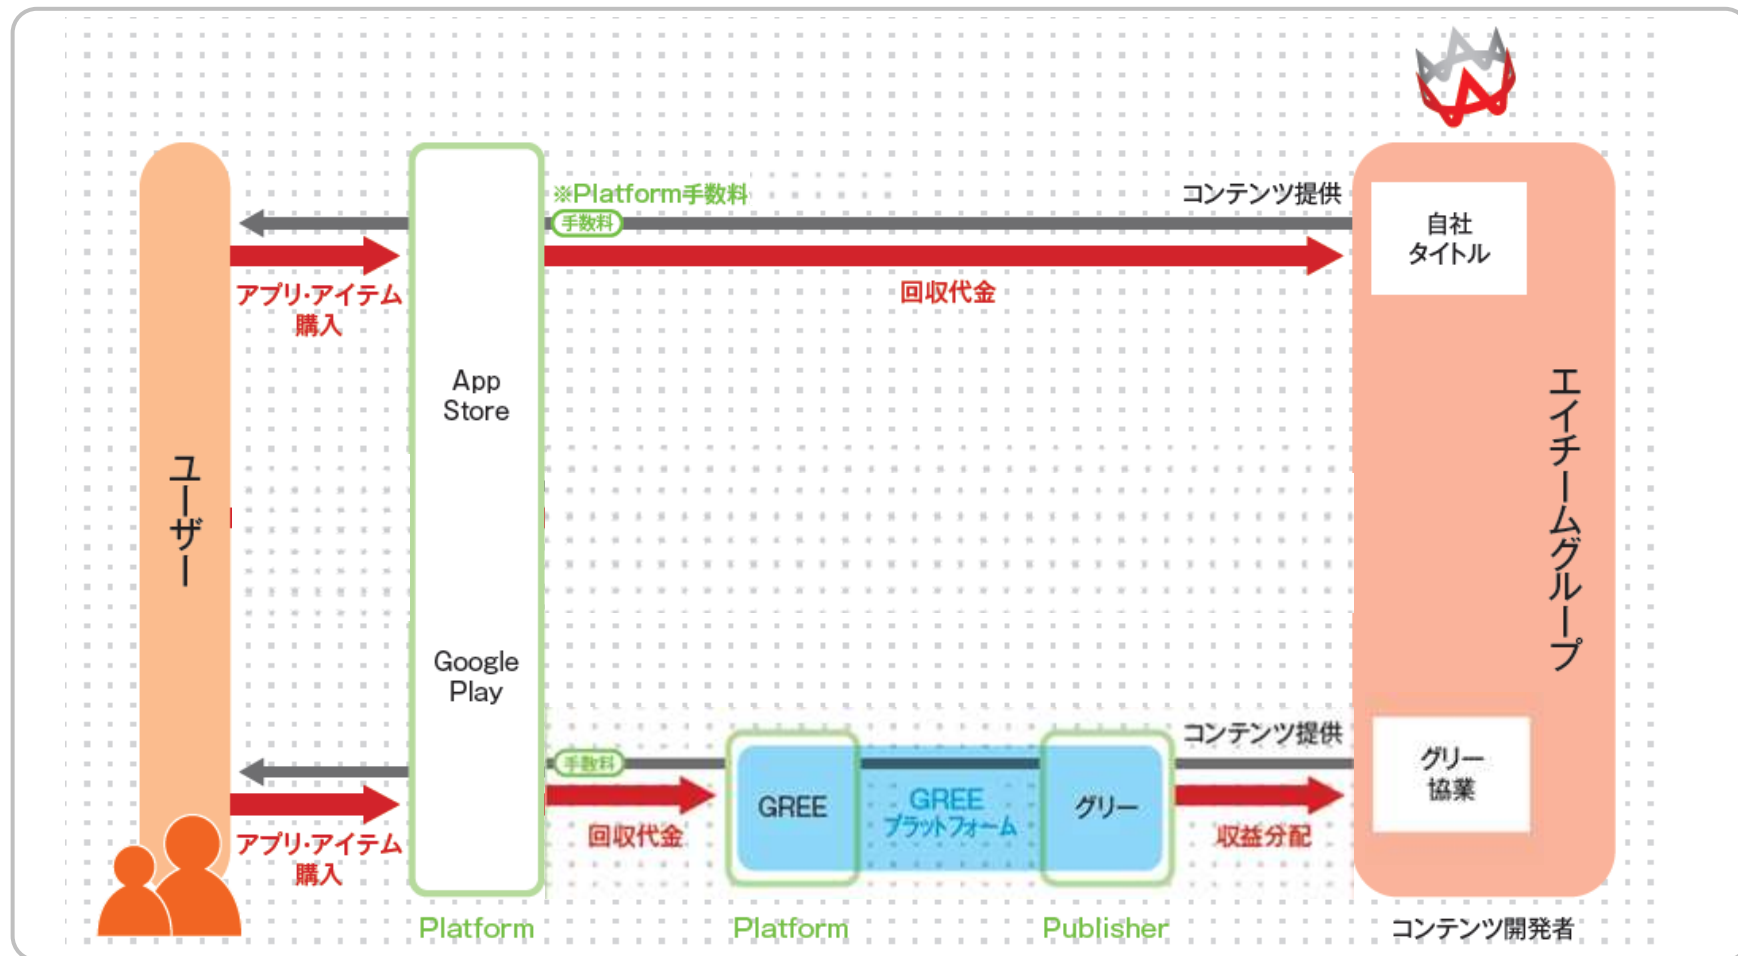 ※Platform手数料
手数料
コンテンツ提供
自社
タイトル
アプリ・アイテム
購入
回収代金
App
Store
ユーザー
エイチームグループ
Google
Play
手数料
コンテンツ提供
グリー
協業
GREE
GREE
プラットフォーム
グリー
アプリ・アイテム
購入
回収代金
収益分配
Platform
Platform
Publisher
コンテンツ開発者